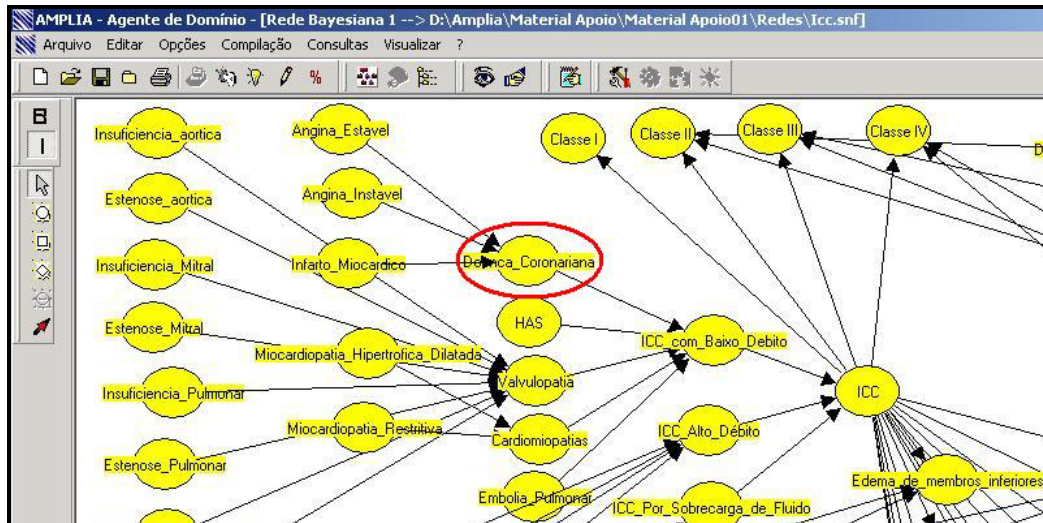 AMPLIA - Agente de Domínio - [Rede Bayesiana 1 --> D:\Amplia\Material Apoio\Material Apoio01\Redes\Icc.snf]
Arquivo Editar Opções Compilação Consultas Visualizar ?
%
B
I
Insuficiencia_aortica
Angina_Estavel
Classe I
Classe II
Classe III
Classe IV
D
Estenose_aortica
Angina_Instavel
Insuficiencia_Mitral
Infarto_Miocardico
Doenca_Coronariana
Estenose_Mitral
HAS
ICC_com_Baixo_Debito
Miocardiopatia_Hipertrofica_Dilatada
Insuficiencia_Pulmonar
Valvulopatia
ICC
Miocardiopatia_Restritiva
Cardiomiopatias
ICC_Alto_Débito
Estenose_Pulmonar
Embolia_Pulmonar
ICC_Por_Sobrecarga_de_Fluido
Edema_de_membros_inferiores